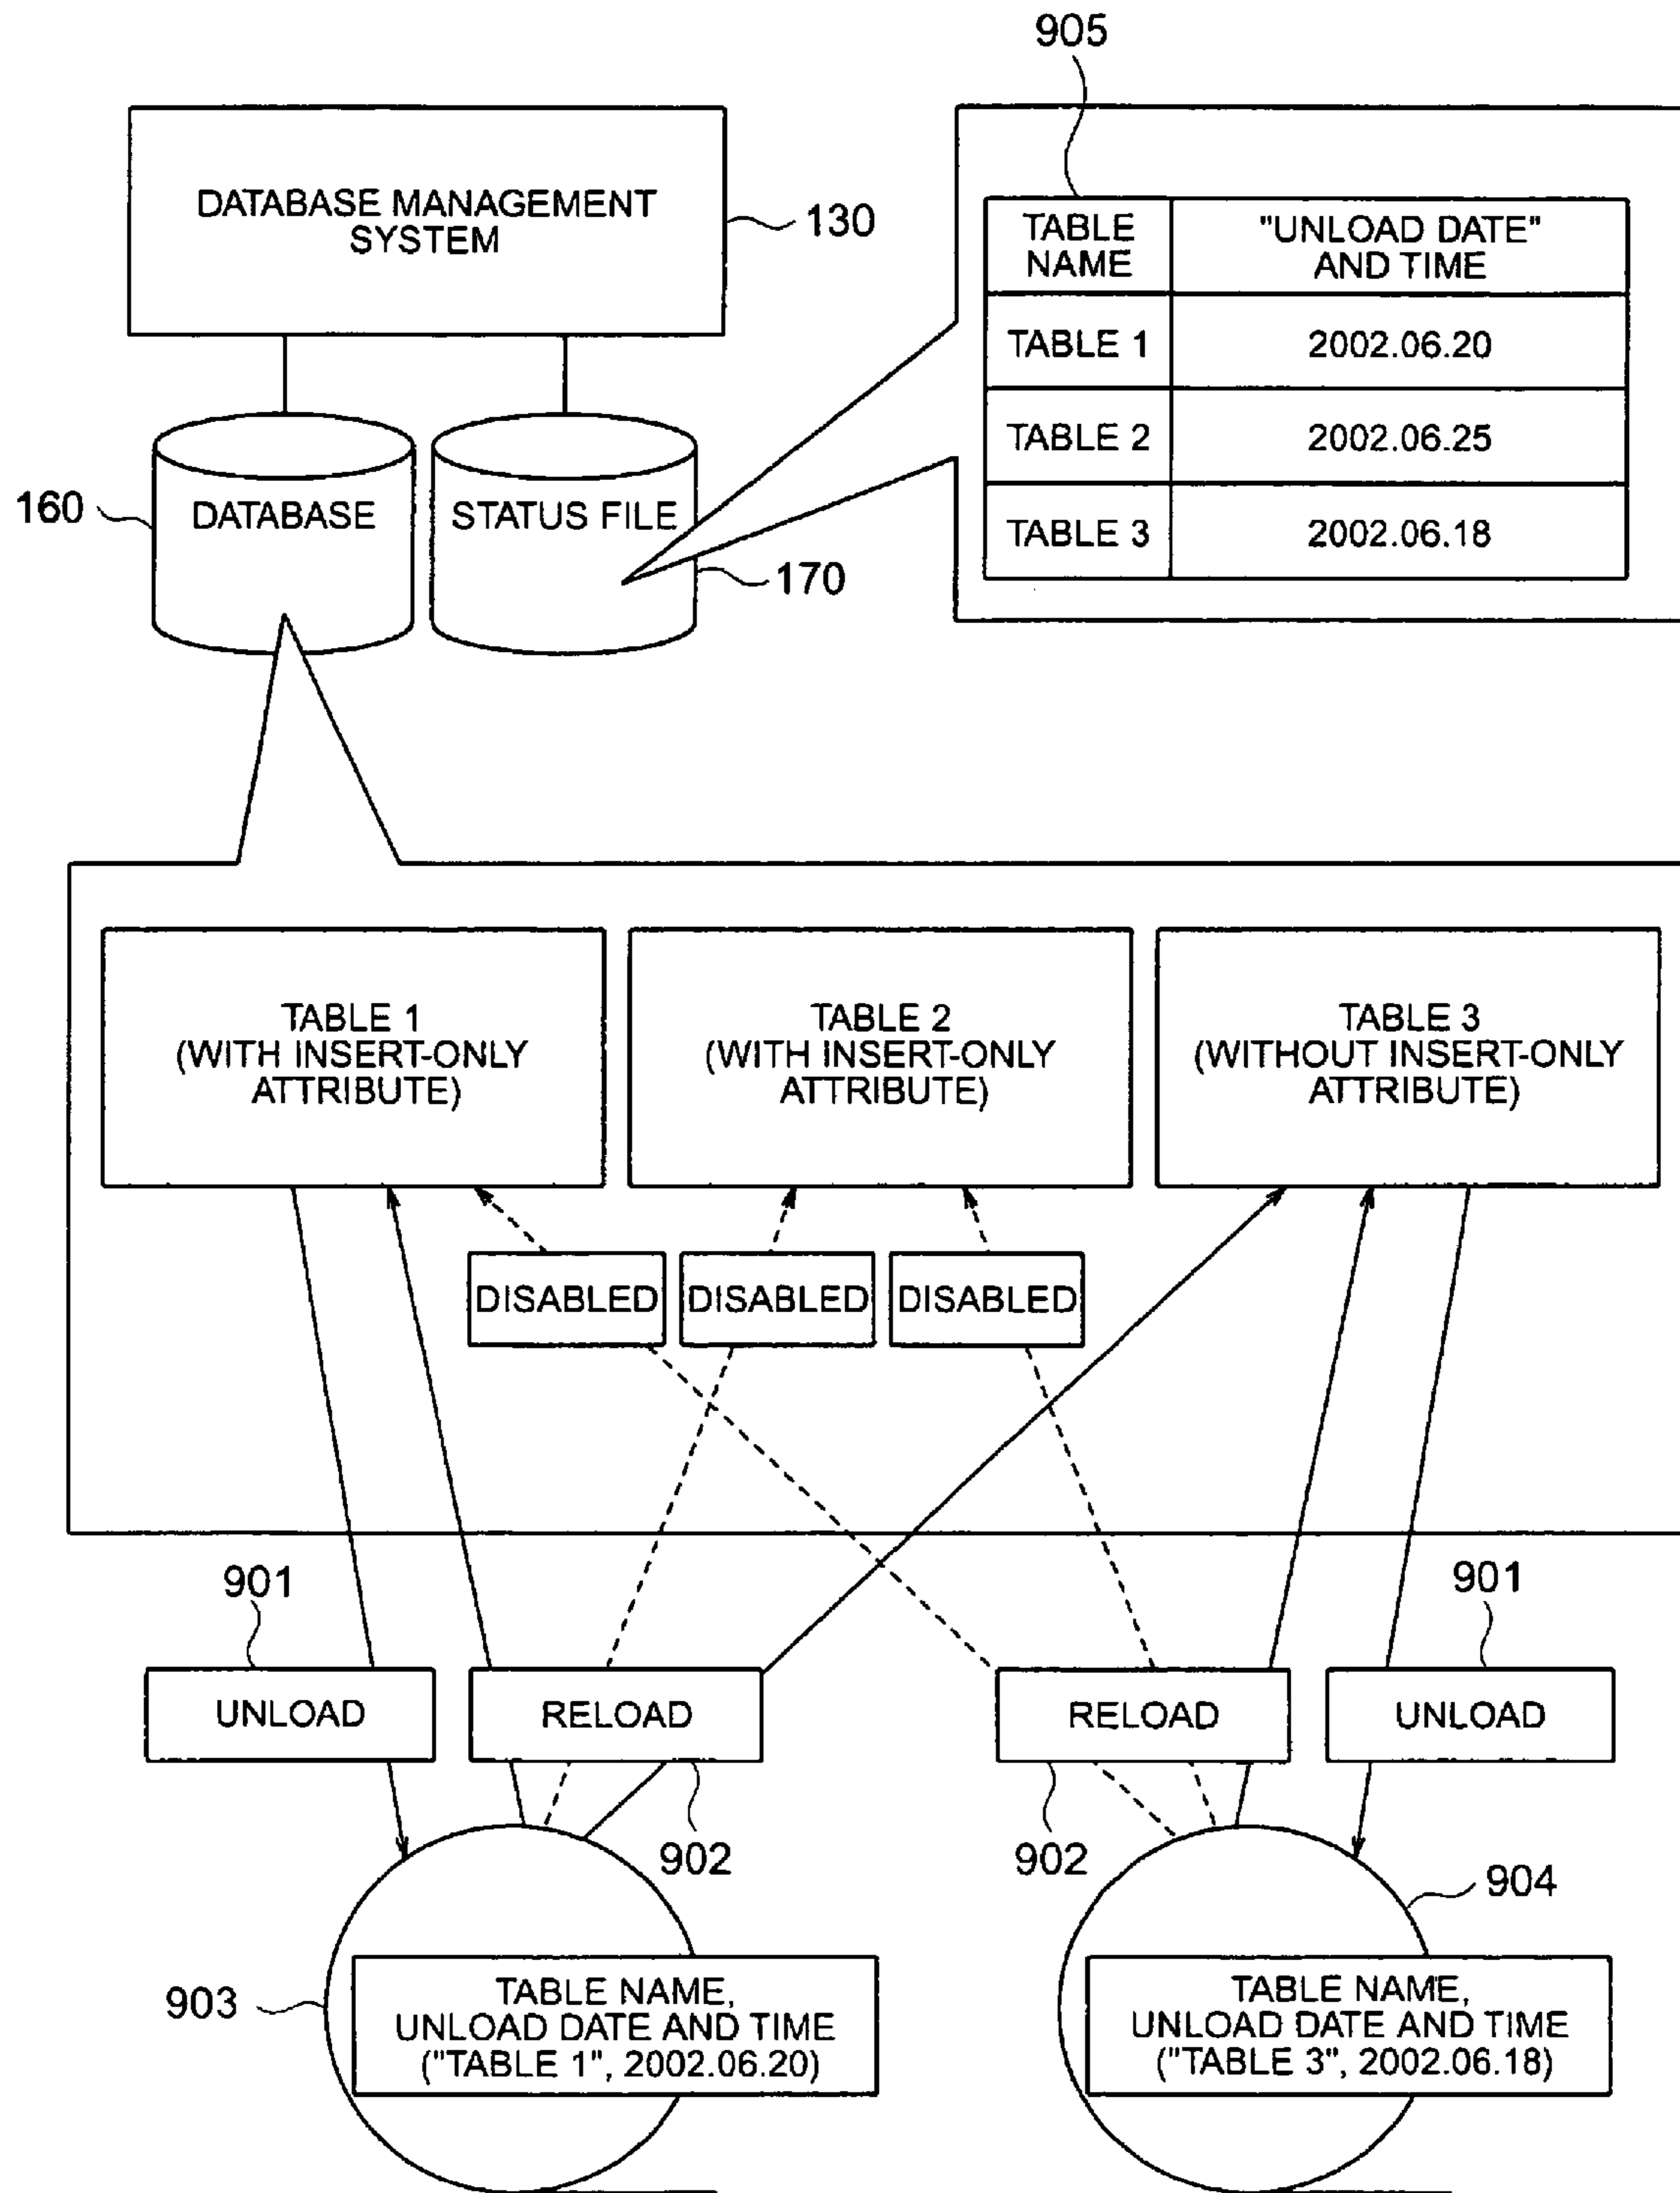 905
DATABASE MANAGEMENT
SYSTEM
130
TABLE
NAME
"UNLOAD DATE"
AND TIME
TABLE 1
2002.06.20
TABLE 2
2002.06.25
TABLE 3
2002.06.18
160
DATABASE
STATUS FILE
170
TABLE 1
(WITH INSERT-ONLY
ATTRIBUTE)
TABLE 2
(WITH INSERT-ONLY
ATTRIBUTE)
TABLE 3
(WITHOUT INSERT-ONLY
ATTRIBUTE)
DISABLED
DISABLED
DISABLED
901
901
UNLOAD
RELOAD
RELOAD
UNLOAD
902
902
904
903
TABLE NAME,
UNLOAD DATE AND TIME
("TABLE 1", 2002.06.20)
TABLE NAME,
UNLOAD DATE AND TIME
("TABLE 3", 2002.06.18)